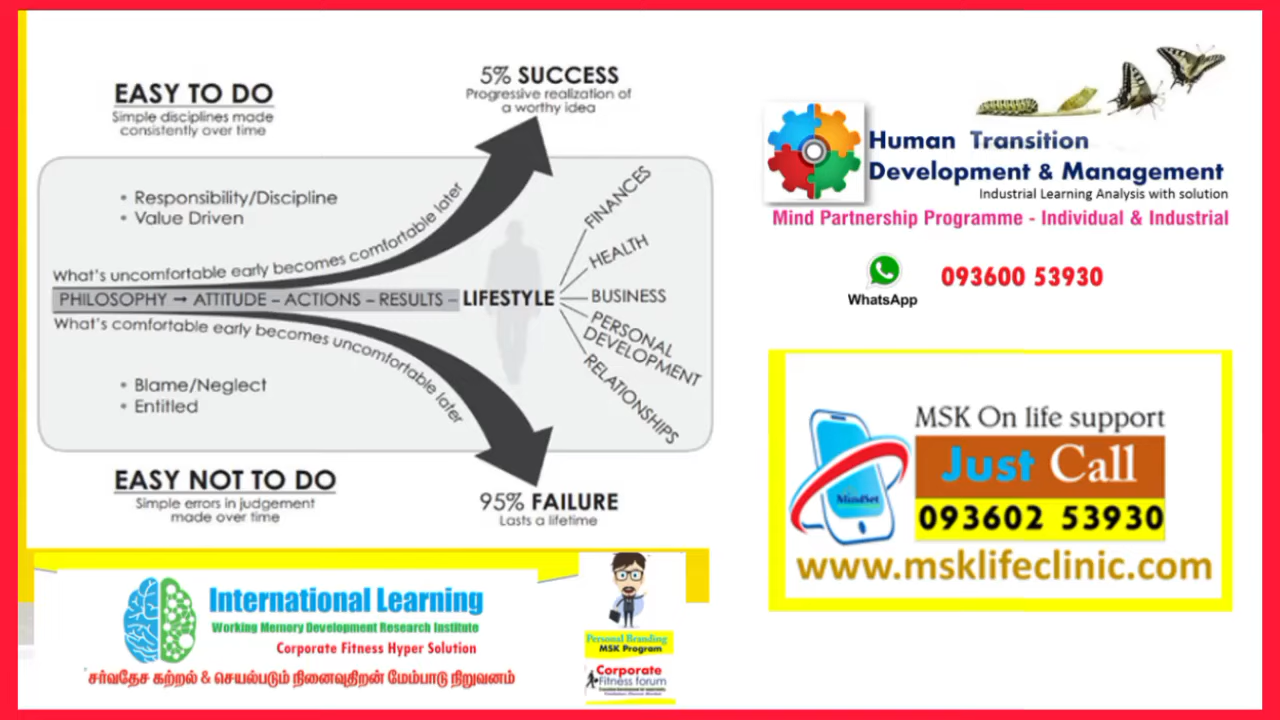 EASY TO DO
Simple disciplines made
consistently over time
5% SUCCESS
Progressive realization of
a worthy idea
• Responsibility/Discipline
• Value Driven
What's uncomfortable early becomes comfortable later
PHILOSOPHY → ATTITUDE – ACTIONS – RESULTS – LIFESTYLE
What's comfortable early becomes uncomfortable later
FINANCES
HEALTH
BUSINESS
PERSONAL
DEVELOPMENT
RELATIONSHIPS
• Blame/Neglect
• Entitled
EASY NOT TO DO
Simple errors in judgement
made over time
95% FAILURE
Lasts a lifetime
Human Transition
Development & Management
Industrial Learning Analysis with solution
Mind Partnership Programme - Individual & Industrial
WhatsApp
093600 53930
MSK On life support
Just Call
MindSet
093602 53930
www.msklifeclinic.com
International Learning
Working Memory Development Research Institute
Corporate Fitness Hyper Solution
சர்வதேச கற்றல் & செயல்படும் நினைவுதிறன் மேம்பாடு நிறுவனம்
Personal Branding
MSK Program
Corporate
Fitness forum